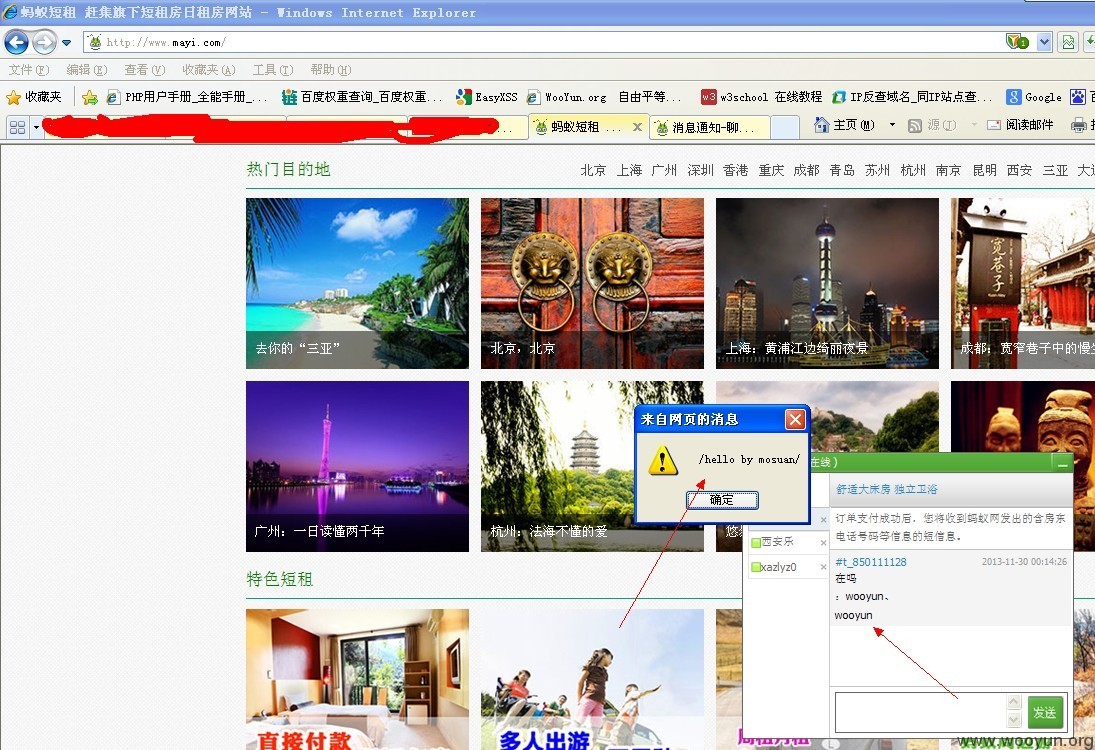 蚂蚁短租 赶集旗下短租房日租房网站 - Windows Internet Explorer
http://www.mayi.com/
文件(F) 编辑(E) 查看(V) 收藏夹(A) 工具(T) 帮助(H)
收藏夹 PHP用户手册_全能手册_... 百度权重查询_百度权重... EasyXSS WooYun.org 自由平等... w3school 在线教程 IP反查域名_同IP站点查... Google
... 蚂蚁短租 ... 消息通知-聊... 主页(M) 源(J) 阅读邮件
热门目的地 北京 上海 广州 深圳 香港 重庆 成都 青岛 苏州 杭州 南京 昆明 西安 三亚
去你的“三亚” 北京，北京 上海：黄浦江边绮丽夜景 成都：宽窄巷子中的慢生
宽巷子
来自网页的消息
/hello by mosuan/
确定
广州：一日读懂两千年 杭州：法海不懂的爱
在线)
舒适大床房 独立卫浴
订单支付成功后，您将收到蚂蚁网发出的含房东
电话号码等信息的短信息。
西安乐
xazlyz0
#t_850111128 2013-11-30 00:14:26
在吗
：wooyun、
wooyun
发送
特色短租
直接付款 多人出游
www.wooyun.org